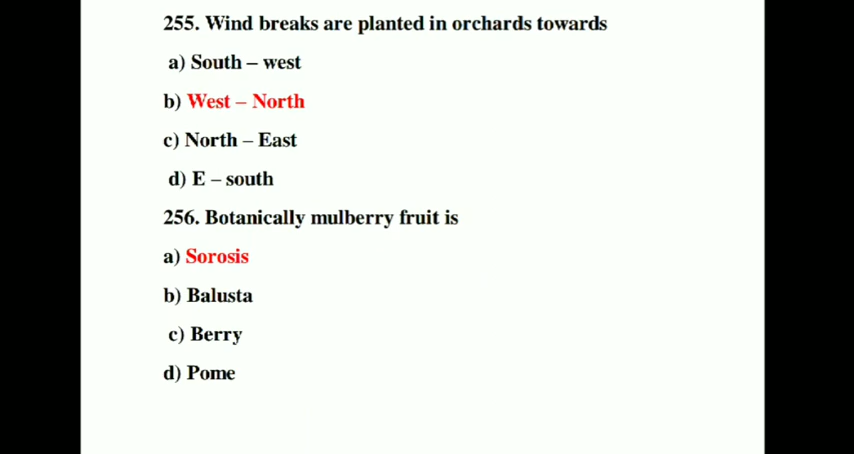 255. Wind breaks are planted in orchards towards
a) South – west
b) West – North
c) North – East
d) E – south
256. Botanically mulberry fruit is
a) Sorosis
b) Balusta
c) Berry
d) Pome